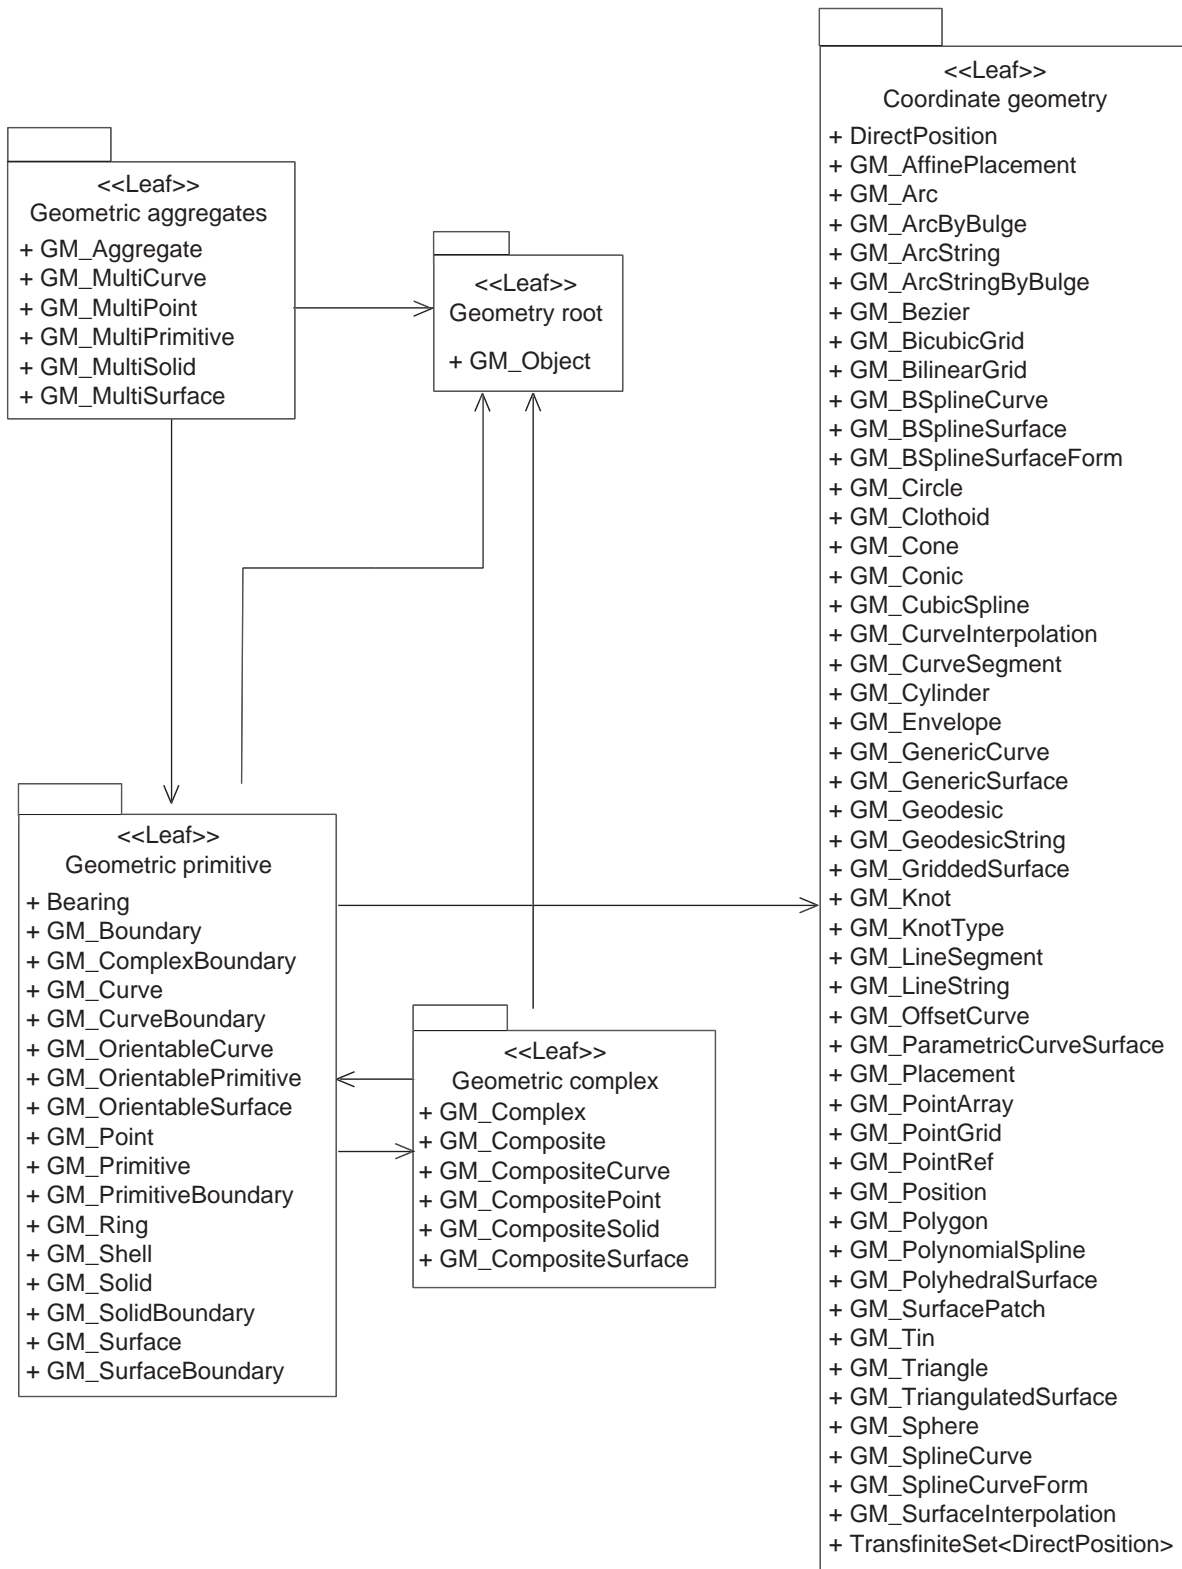 <<Leaf>>
Geometric aggregates
+ GM_Aggregate
+ GM_MultiCurve
+ GM_MultiPoint
+ GM_MultiPrimitive
+ GM_MultiSolid
+ GM_MultiSurface
<<Leaf>>
Geometry root
+ GM_Object
<<Leaf>>
Geometric primitive
+ Bearing
+ GM_Boundary
+ GM_ComplexBoundary
+ GM_Curve
+ GM_CurveBoundary
+ GM_OrientableCurve
+ GM_OrientablePrimitive
+ GM_OrientableSurface
+ GM_Point
+ GM_Primitive
+ GM_PrimitiveBoundary
+ GM_Ring
+ GM_Shell
+ GM_Solid
+ GM_SolidBoundary
+ GM_Surface
+ GM_SurfaceBoundary
<<Leaf>>
Geometric complex
+ GM_Complex
+ GM_Composite
+ GM_CompositeCurve
+ GM_CompositePoint
+ GM_CompositeSolid
+ GM_CompositeSurface
<<Leaf>>
Coordinate geometry
+ DirectPosition
+ GM_AffinePlacement
+ GM_Arc
+ GM_ArcByBulge
+ GM_ArcString
+ GM_ArcStringByBulge
+ GM_Bezier
+ GM_BicubicGrid
+ GM_BilinearGrid
+ GM_BSplineCurve
+ GM_BSplineSurface
+ GM_BSplineSurfaceForm
+ GM_Circle
+ GM_Clothoid
+ GM_Cone
+ GM_Conic
+ GM_CubicSpline
+ GM_CurveInterpolation
+ GM_CurveSegment
+ GM_Cylinder
+ GM_Envelope
+ GM_GenericCurve
+ GM_GenericSurface
+ GM_Geodesic
+ GM_GeodesicString
+ GM_GriddedSurface
+ GM_Knot
+ GM_KnotType
+ GM_LineSegment
+ GM_LineString
+ GM_OffsetCurve
+ GM_ParametricCurveSurface
+ GM_Placement
+ GM_PointArray
+ GM_PointGrid
+ GM_PointRef
+ GM_Position
+ GM_Polygon
+ GM_PolynomialSpline
+ GM_PolyhedralSurface
+ GM_SurfacePatch
+ GM_Tin
+ GM_Triangle
+ GM_TriangulatedSurface
+ GM_Sphere
+ GM_SplineCurve
+ GM_SplineCurveForm
+ GM_SurfaceInterpolation
+ TransfiniteSet<DirectPosition>